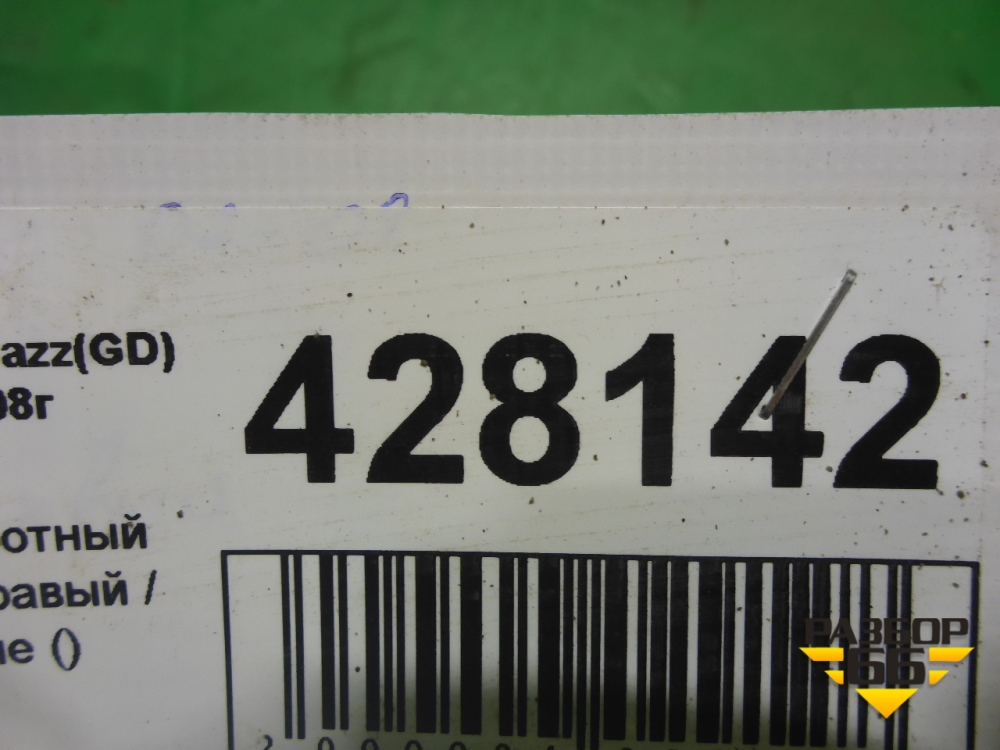 azz(GD)
08г
428142
отный
равый /
ие ()
РАЗБОР
66